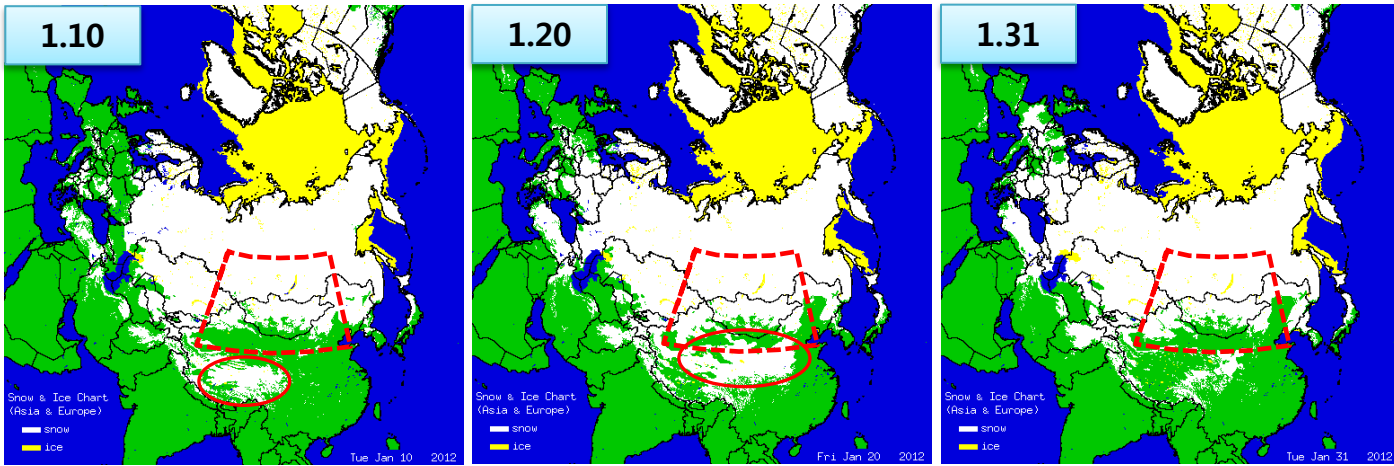 1.10
Snow & Ice Chart
(Asia & Europe)
snow
ice
Tue Jan 10 2012
1.20
Snow & Ice Chart
(Asia & Europe)
snow
ice
Fri Jan 20 2012
1.31
Snow & Ice Chart
(Asia & Europe)
snow
ice
Tue Jan 31 2012